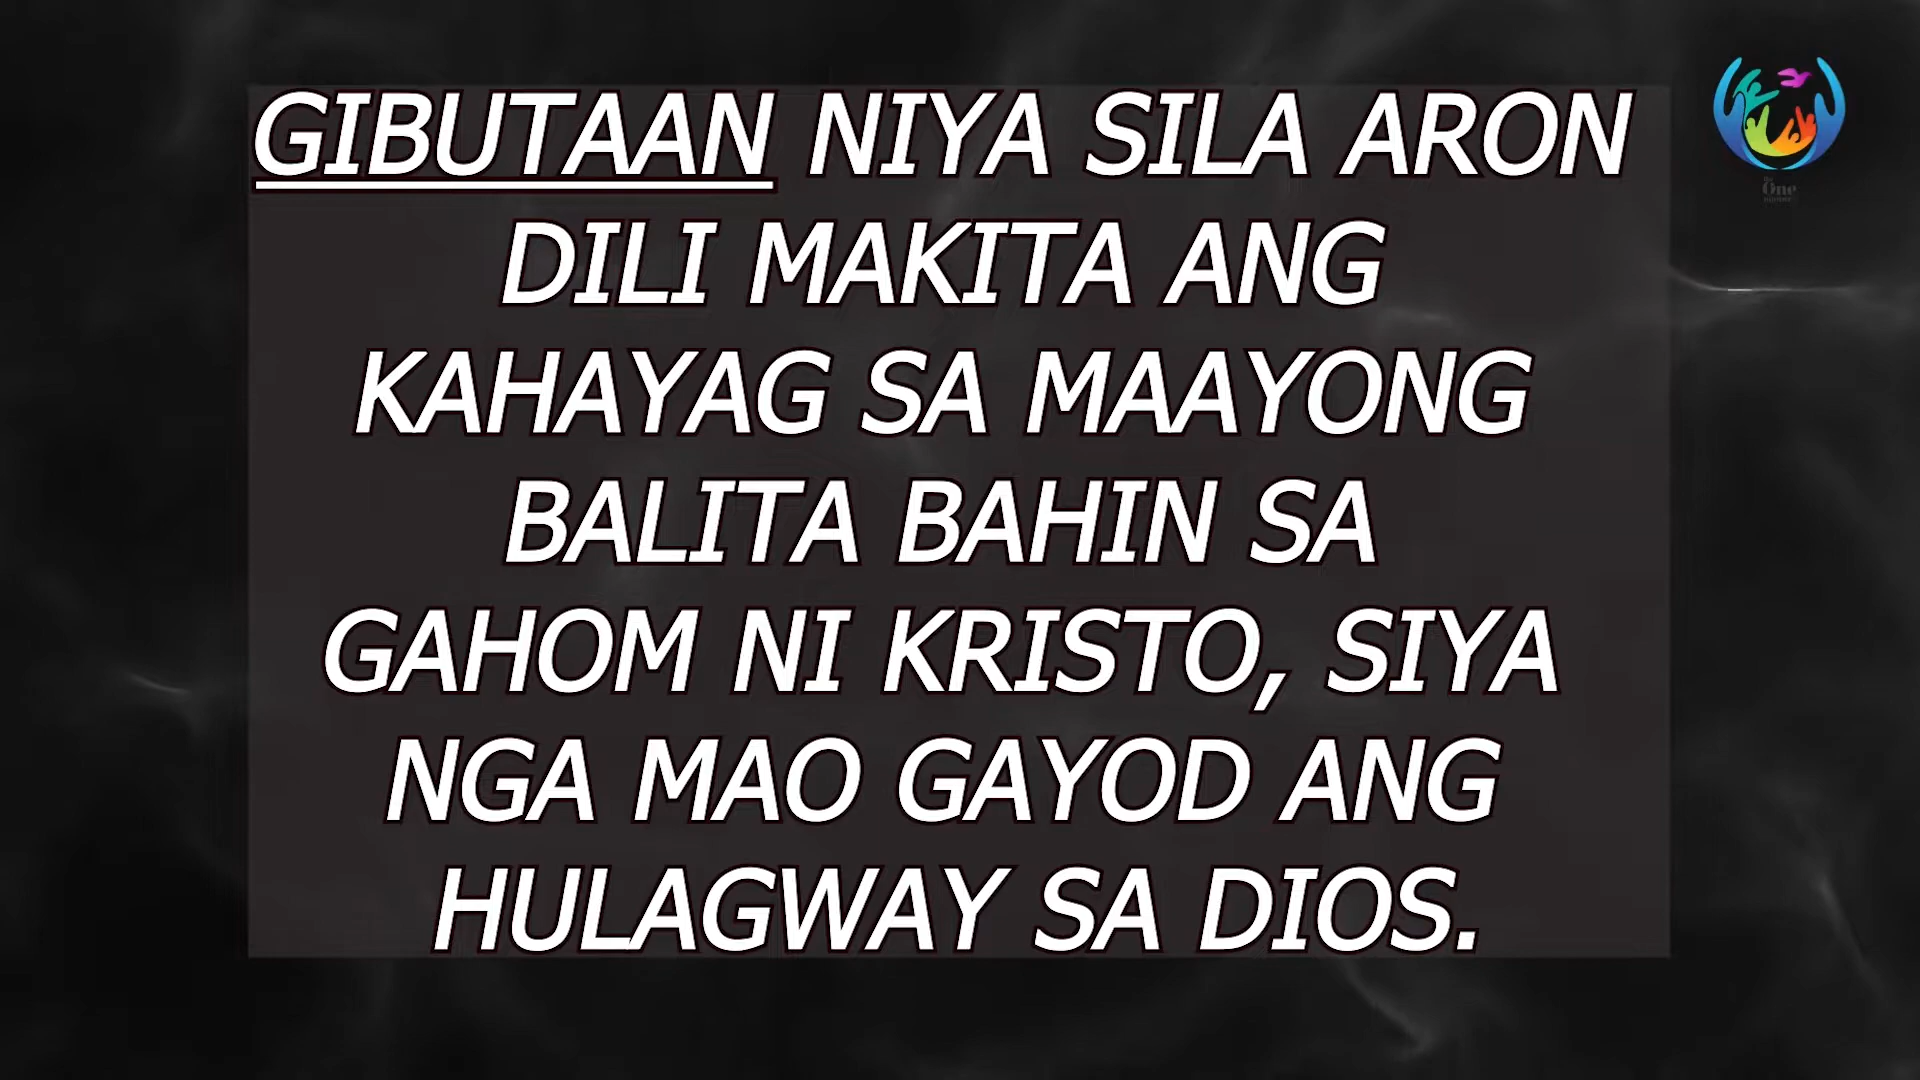 GIBUTAAN NIYA SILA ARON
DILI MAKITA ANG
KAHAYAG SA MAAYONG
BALITA BAHIN SA
GAHOM NI KRISTO, SIYA
NGA MAO GAYOD ANG
HULAGWAY SA DIOS.
One